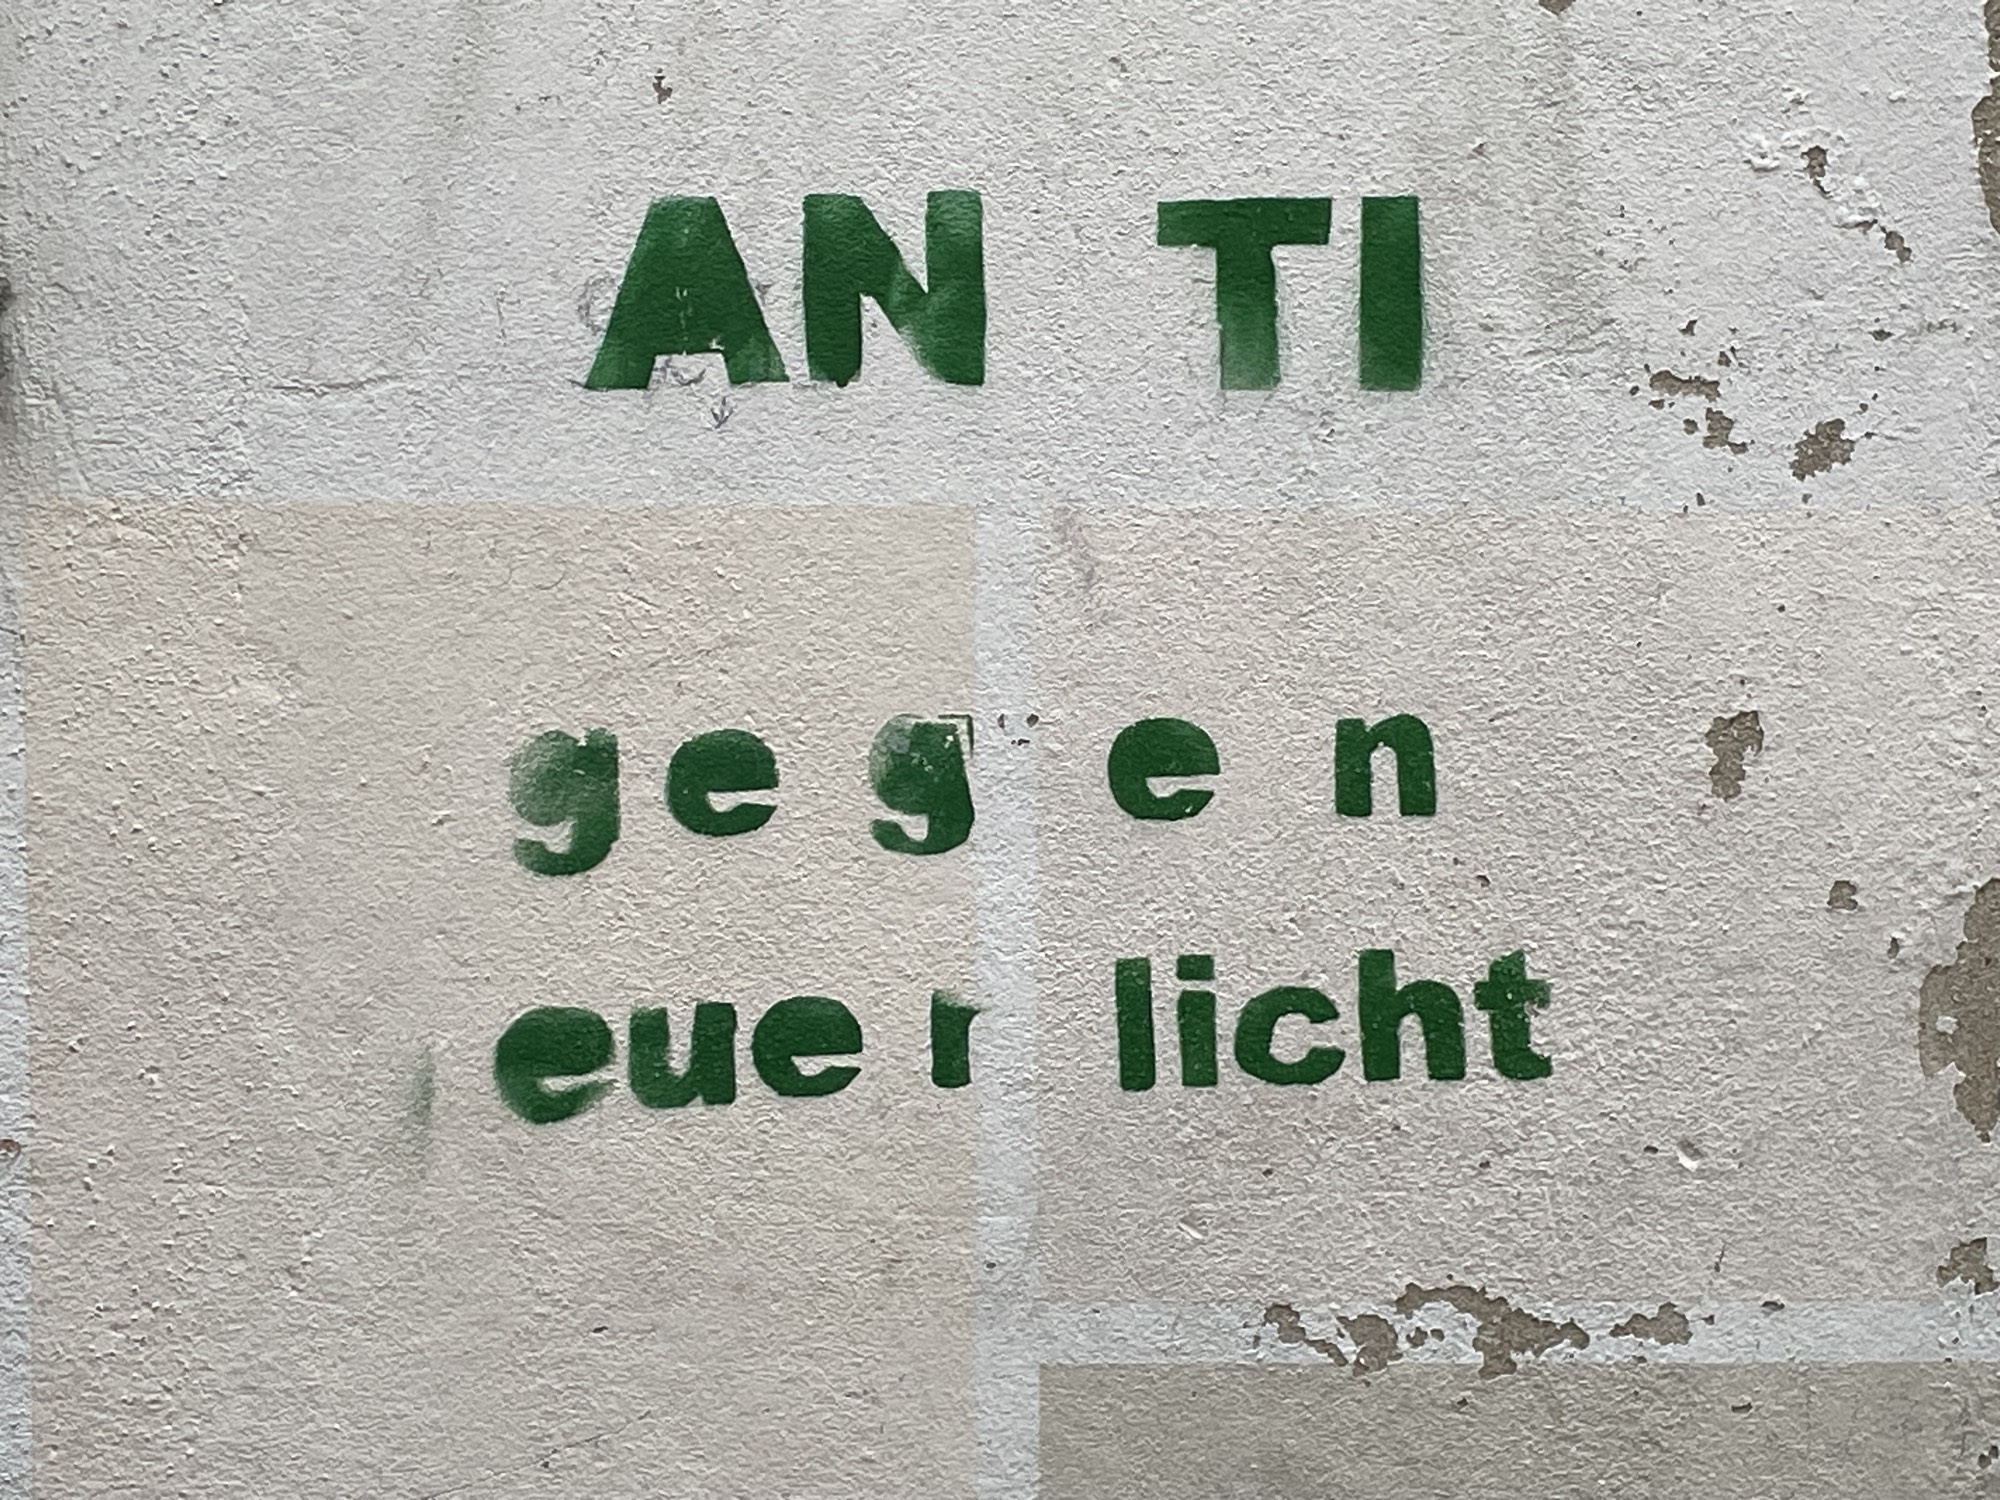 AN TI
gegen
euer licht